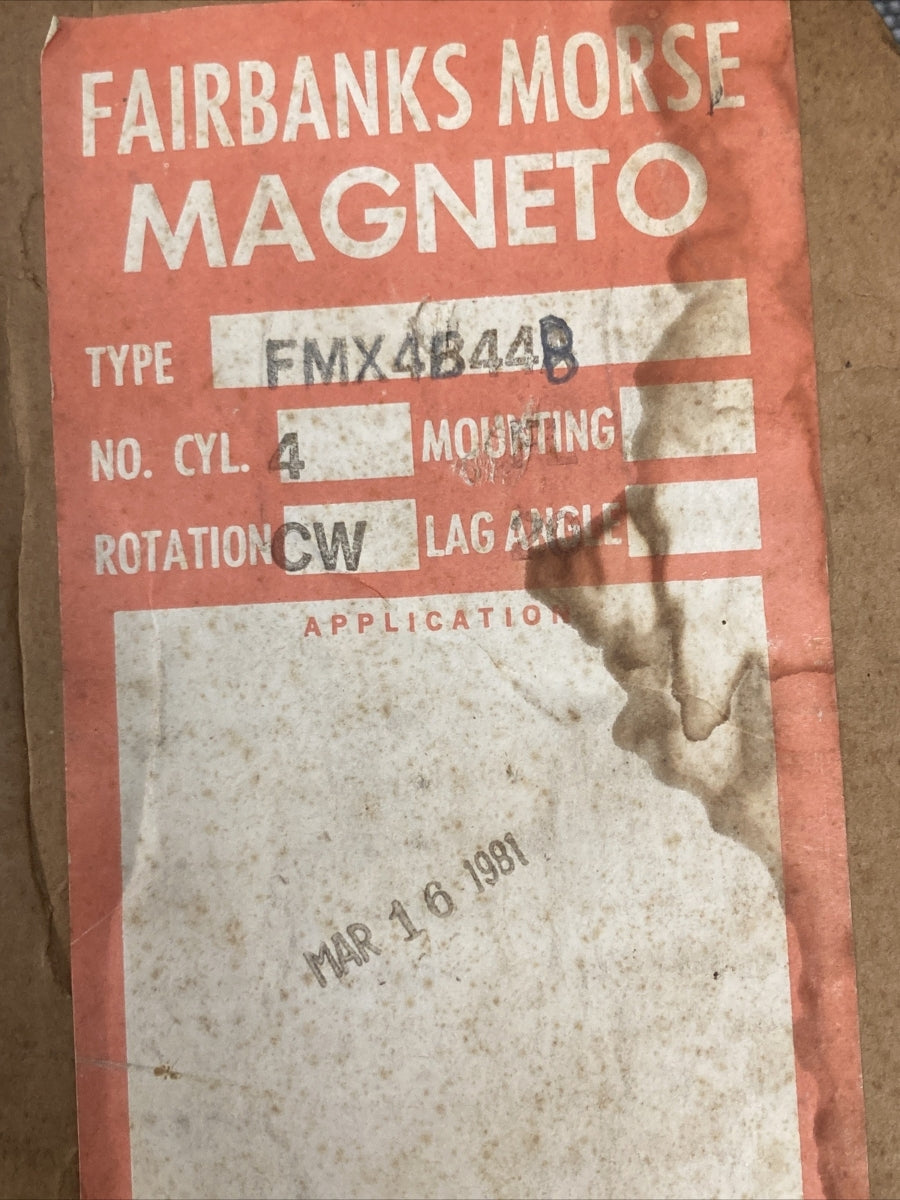 FAIRBANKS MORSE
MAGNETO
TYPE FMX4B44B
NO. CYL. 4 MOUNTING
ROTATION CW LAG ANGLE
APPLICATION
MAR 16 1981